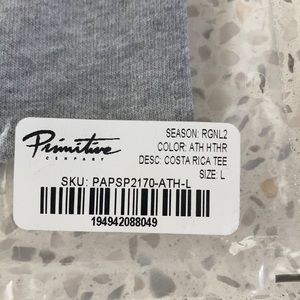 Primitive
COMPANY
SEASON: RGNL2
COLOR: ATH HTHR
DESC: COSTA RICA TEE
SIZE: L
SKU: PAPSP2170-ATH-L
194942088049